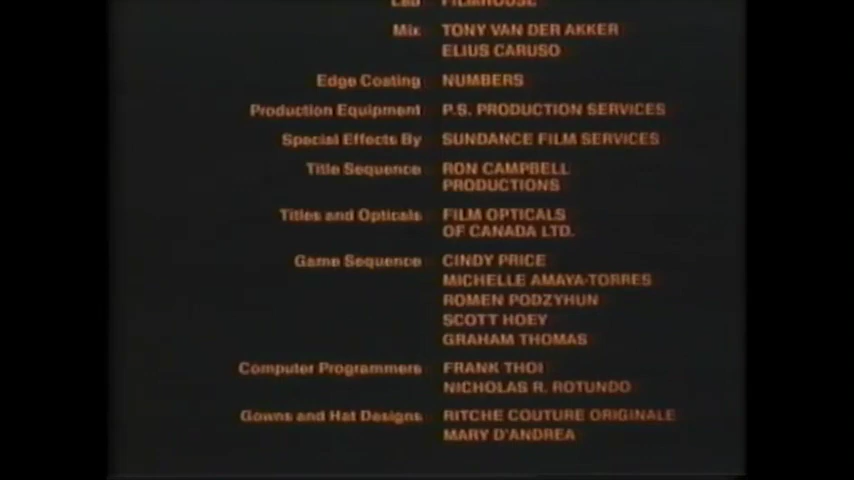 Lab FILMHOUSE
Mix TONY VAN DER AKKER
ELIUS CARUSO
Edge Coating NUMBERS
Production Equipment P.S. PRODUCTION SERVICES
Special Effects By SUNDANCE FILM SERVICES
Title Sequence RON CAMPBELL
PRODUCTIONS
Titles and Opticals FILM OPTICALS
OF CANADA LTD.
Game Sequence CINDY PRICE
MICHELLE AMAYA-TORRES
ROMEN PODZYHUN
SCOTT HOEY
GRAHAM THOMAS
Computer Programmers FRANK THOI
NICHOLAS R. ROTUNDO
Gowns and Hat Designs RITCHE COUTURE ORIGINALE
MARY D'ANDREA